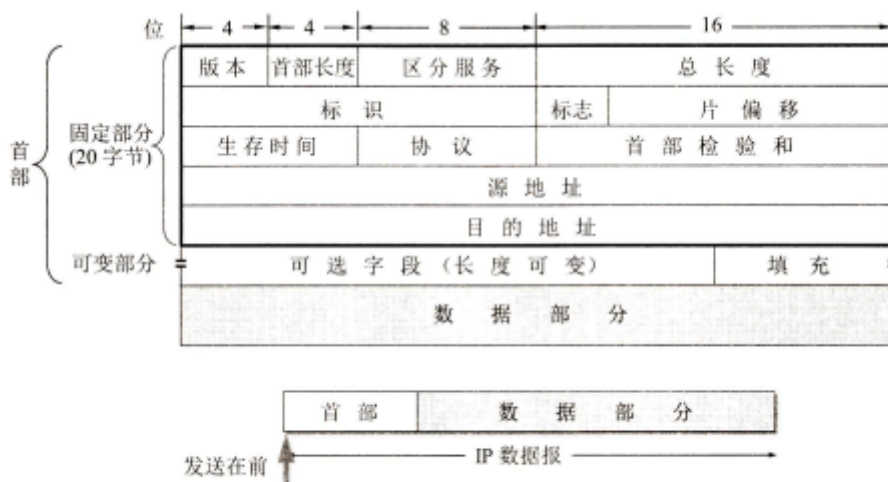 位 4 4 8 16
版本 首部长度 区分服务 总长度
标识 标志 片偏移
固定部分
(20 字节)
生存时间 协议 首部检验和
首部
源地址
目的地址
可变部分 可选字段（长度可变） 填充
数据部分
首部 数据部分
发送在前 IP 数据报